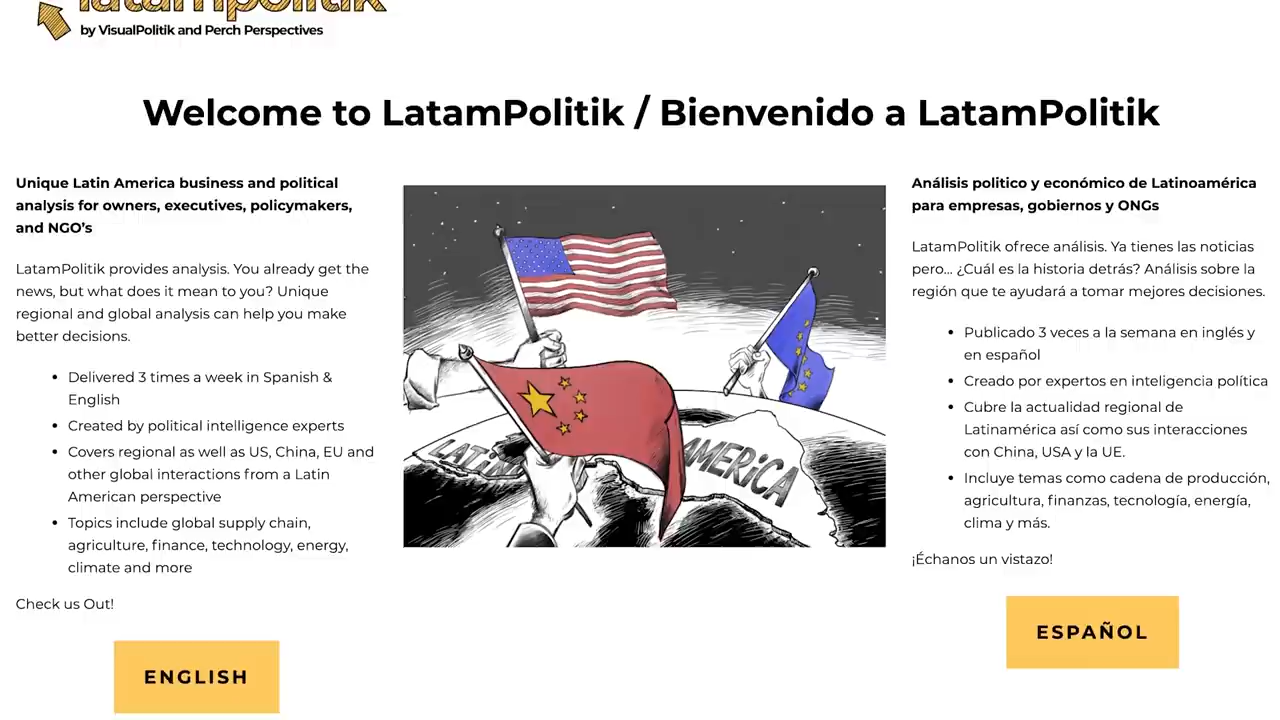 latampolitik
by VisualPolitik and Perch Perspectives
Welcome to LatamPolitik / Bienvenido a LatamPolitik
Unique Latin America business and political
analysis for owners, executives, policymakers,
and NGO’s
LatamPolitik provides analysis. You already get the
news, but what does it mean to you? Unique
regional and global analysis can help you make
better decisions.
• Delivered 3 times a week in Spanish &
English
• Created by political intelligence experts
• Covers regional as well as US, China, EU and
other global interactions from a Latin
American perspective
• Topics include global supply chain,
agriculture, finance, technology, energy,
climate and more
Check us Out!
ENGLISH
LATIN AMERICA
Análisis politico y económico de Latinoamérica
para empresas, gobiernos y ONGs
LatamPolitik ofrece análisis. Ya tienes las noticias
pero... ¿Cuál es la historia detrás? Análisis sobre la
región que te ayudará a tomar mejores decisiones.
• Publicado 3 veces a la semana en inglés y
en español
• Creado por expertos en inteligencia política
• Cubre la actualidad regional de
Latinamérica así como sus interacciones
con China, USA y la UE.
• Incluye temas como cadena de producción,
agricultura, finanzas, tecnología, energía,
clima y más.
¡Échanos un vistazo!
ESPAÑOL